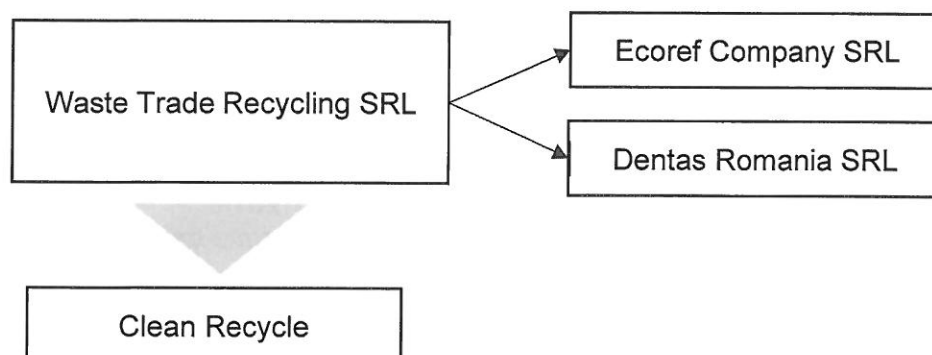 Waste Trade Recycling SRL
Ecoref Company SRL
Dentas Romania SRL
Clean Recycle